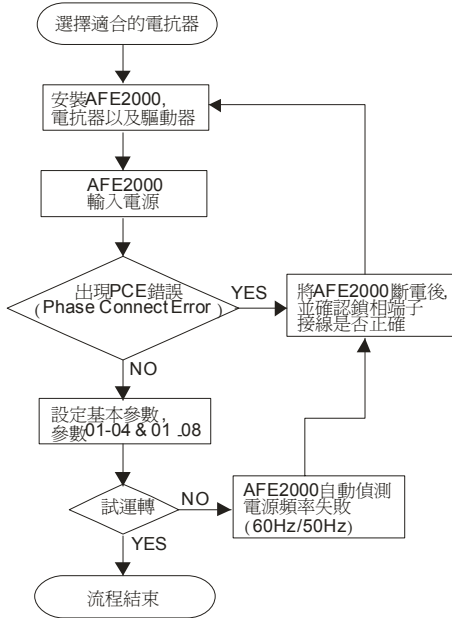 選擇適合的電抗器
安裝AFE2000,
電抗器以及驅動器
AFE2000
輸入電源
出現PCE錯誤
(Phase Connect Error)
YES
將AFE2000斷電後,
並確認鎖相端子
接線是否正確
NO
設定基本參數,
參數01-04 & 01-08
試運轉
NO
AFE2000自動偵測
電源頻率失敗
(60Hz/50Hz)
YES
流程結束